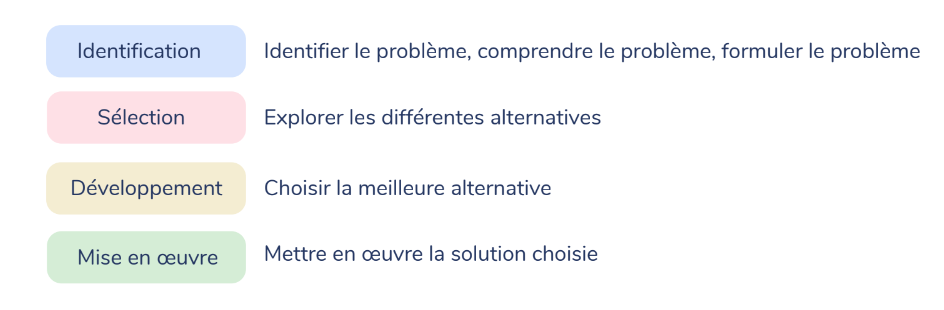 Identification Identifier le problème, comprendre le problème, formuler le problème
Sélection Explorer les différentes alternatives
Développement Choisir la meilleure alternative
Mise en œuvre Mettre en œuvre la solution choisie